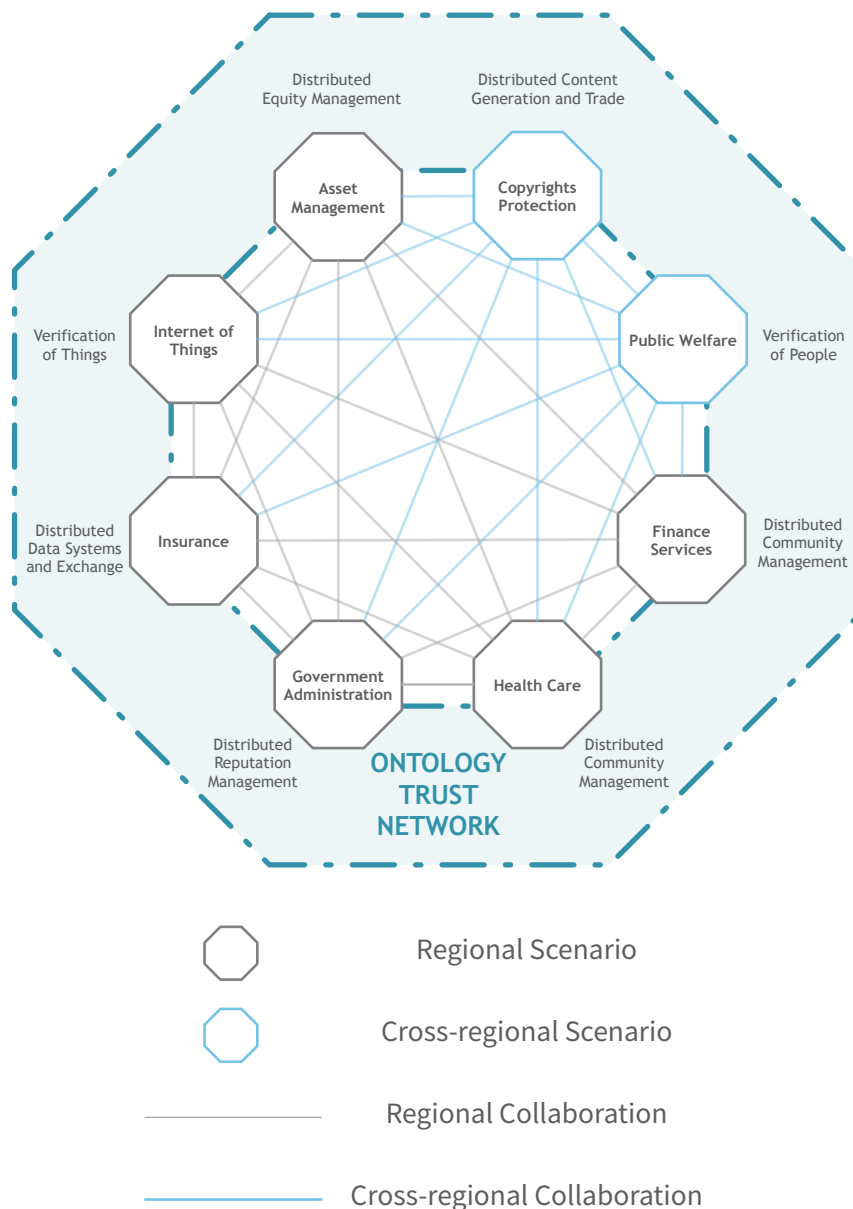 Distributed
Equity Management
Distributed Content
Generation and Trade
Asset
Management
Copyrights
Protection
Verification
of Things
Internet of
Things
Public Welfare
Verification
of People
Distributed
Data Systems
and Exchange
Insurance
Finance
Services
Distributed
Community
Management
Government
Administration
Health Care
Distributed
Reputation
Management
ONTOLOGY
TRUST
NETWORK
Distributed
Community
Management
Regional Scenario
Cross-regional Scenario
Regional Collaboration
Cross-regional Collaboration